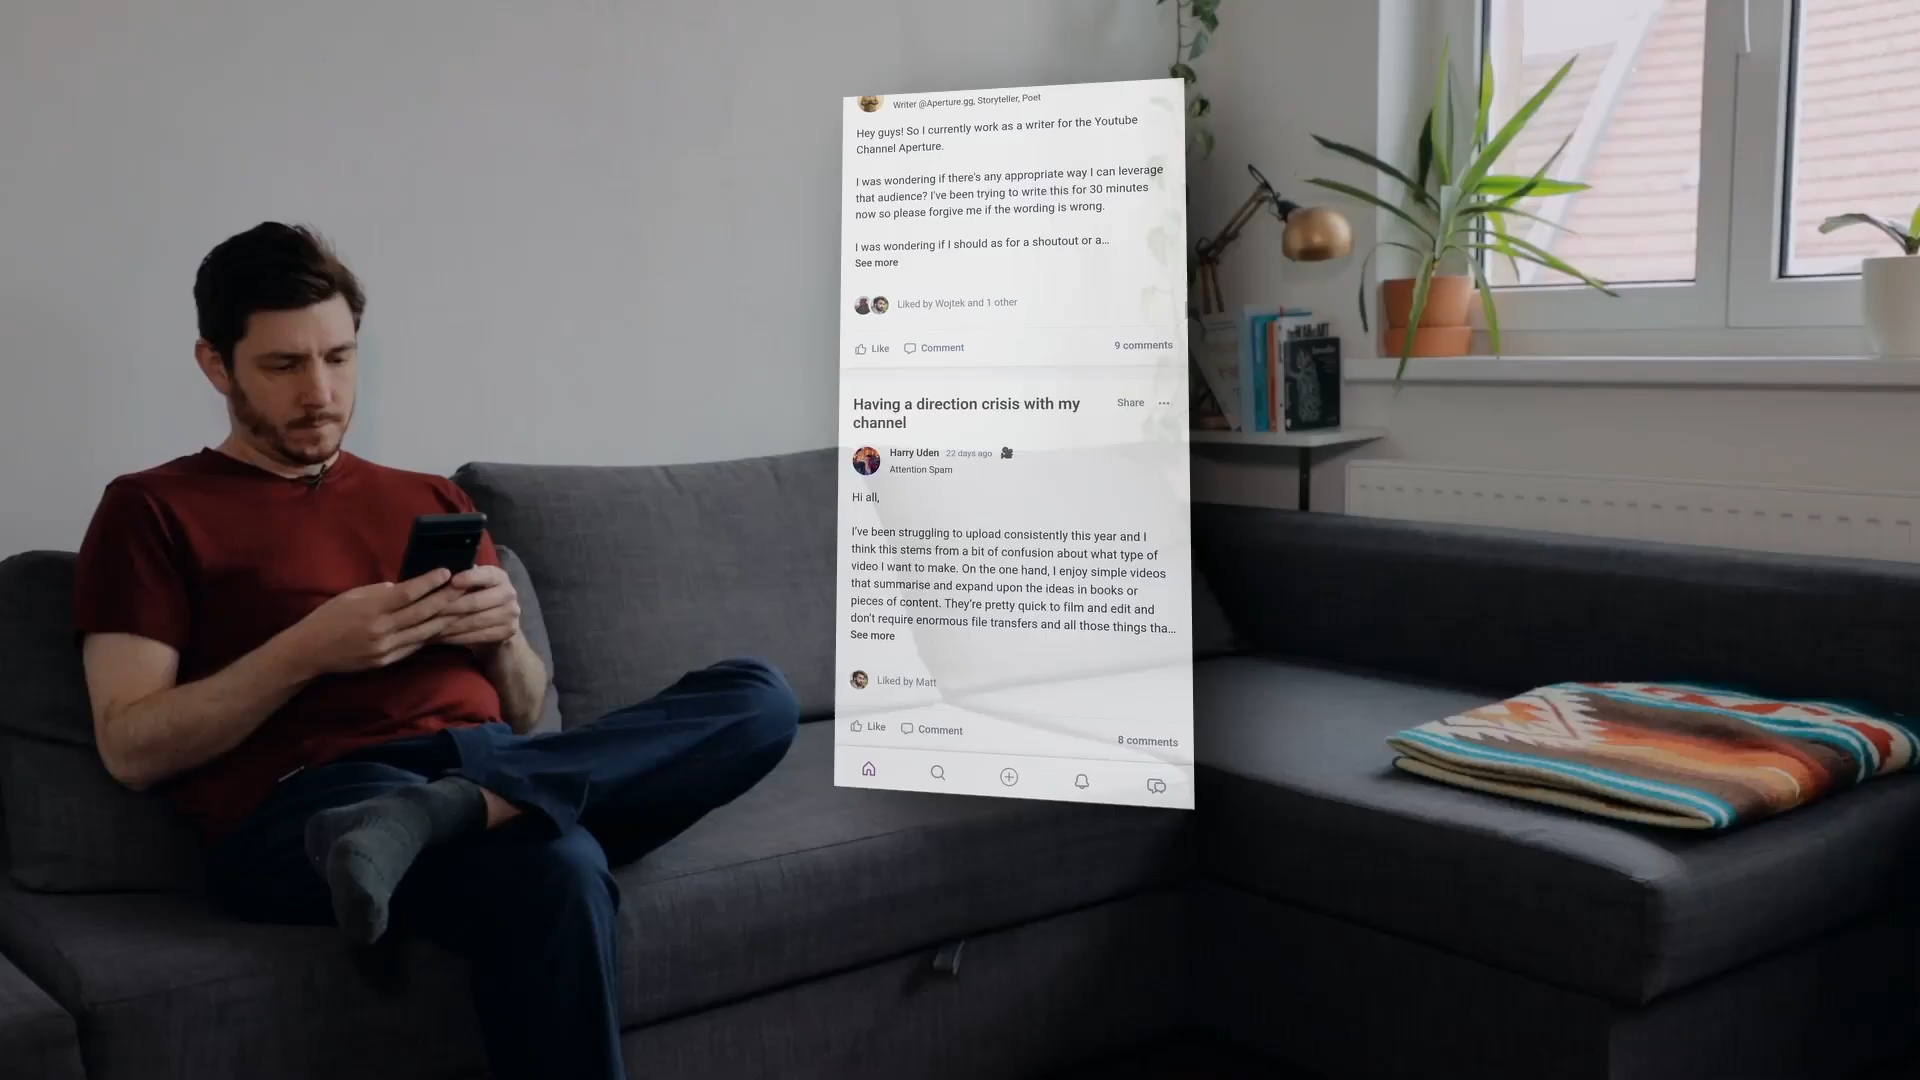 Writer @Aperture.gg, Storyteller, Poet
Hey guys! So I currently work as a writer for the Youtube
Channel Aperture.
I was wondering if there's any appropriate way I can leverage
that audience? I've been trying to write this for 30 minutes
now so please forgive me if the wording is wrong.
I was wondering if I should as for a shoutout or a...
See more
Liked by Wojtek and 1 other
Like Comment 9 comments
Having a direction crisis with my Share
channel
Harry Uden 22 days ago
Attention Spam
Hi all,
I've been struggling to upload consistently this year and I
think this stems from a bit of confusion about what type of
video I want to make. On the one hand, I enjoy simple videos
that summarise and expand upon the ideas in books or
pieces of content. They're pretty quick to film and edit and
don't require enormous file transfers and all those things tha...
See more
Liked by Matt
Like Comment 8 comments